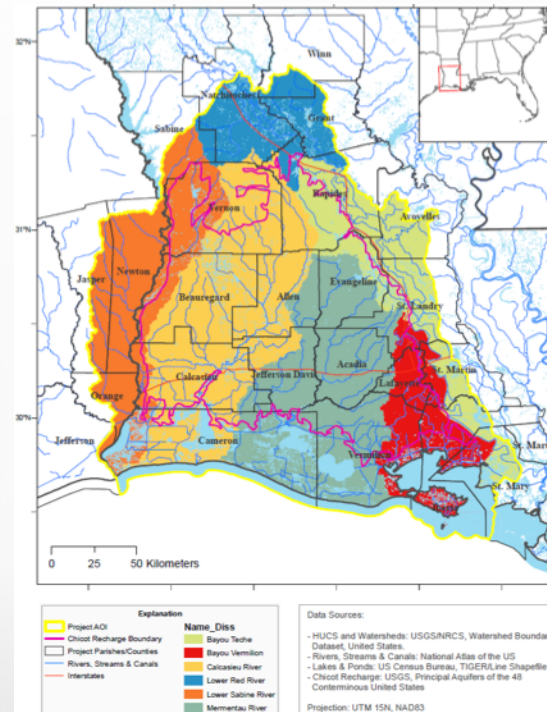 32°N
Winn
Natchitoches
Grant
Sabine
31°N
Vernon
Rapides
Avoyelles
Jasper
Newton
Beauregard
Allen
Evangeline
St. Landry
Calcasieu
Jefferson Davis
Acadia
Lafayette
St. Martin
30°N
Orange
Jefferson
Cameron
Vermilion
St. Mar
St. Mary
0 25 50 Kilometers
Explanation
Project AOI
Chicot Recharge Boundary
Project Parishes/Counties
Rivers, Streams & Canals
Interstates
Name_Diss
Bayou Teche
Bayou Vermilion
Calcasieu River
Lower Red River
Lower Sabine River
Mermentau River
Data Sources:
- HUCS and Watersheds: USGS/NRCS, Watershed Boundar
Dataset, United States.
- Rivers, Streams & Canals: National Atlas of the US
- Lakes & Ponds: US Census Bureau, TIGER/Line Shapefile
- Chicot Recharge: USGS, Principal Aquifers of the 48
Conterminous United States
Projection: UTM 15N, NAD83